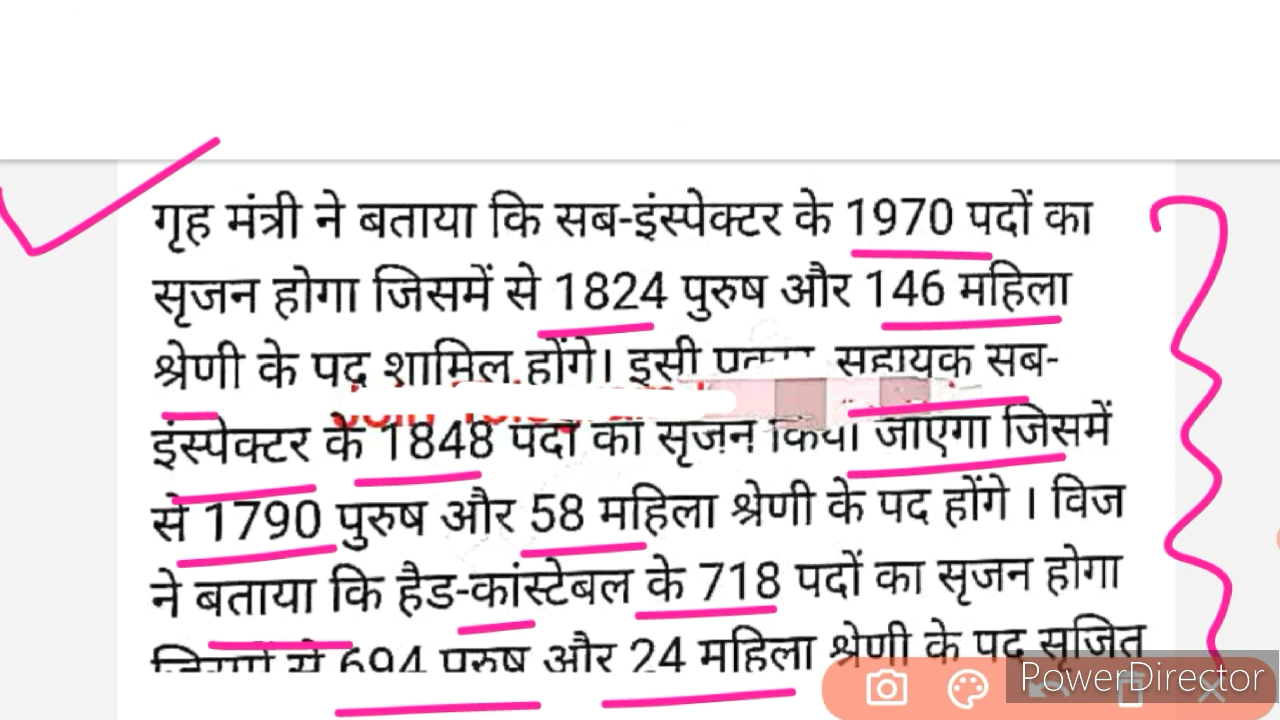 गृह मंत्री ने बताया कि सब-इंस्पेक्टर के 1970 पदों का
सृजन होगा जिसमें से 1824 पुरुष और 146 महिला
श्रेणी के पद शामिल होंगे। इसी सहायक सब-
इंस्पेक्टर के 1848 पदों का सृजन किया जाएगा जिसमें
से 1790 पुरुष और 58 महिला श्रेणी के पद होंगे । विज
ने बताया कि हैड-कांस्टेबल के 718 पदों का सृजन होगा
से 694 पुरुष और 24 महिला श्रेणी के पद सृजित
PowerDirector